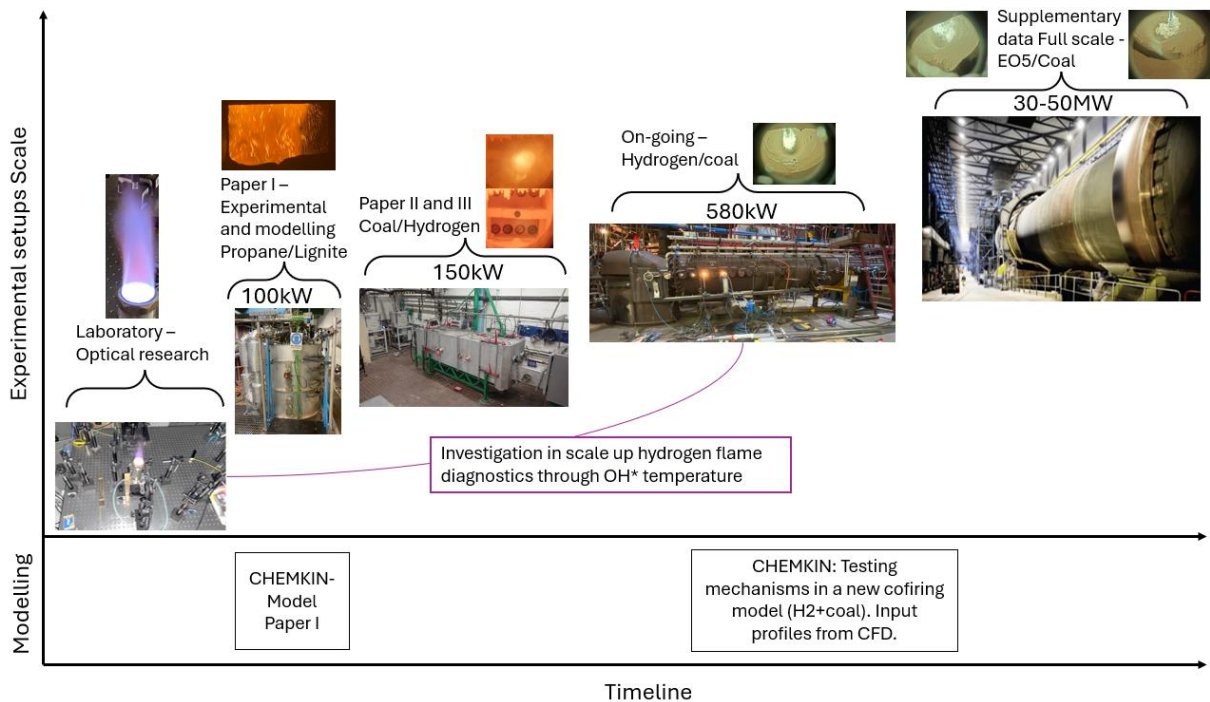 Experimental setups Scale
Laboratory –
Optical research
Paper I –
Experimental
and modelling
Propane/Lignite
100kW
Paper II and III
Coal/Hydrogen
150kW
On-going –
Hydrogen/coal
580kW
Supplementary
data Full scale -
EO5/Coal
30-50MW
Investigation in scale up hydrogen flame
diagnostics through OH* temperature
Modelling
CHEMKIN-
Model
Paper I
CHEMKIN: Testing
mechanisms in a new cofiring
model (H2+coal). Input
profiles from CFD.
Timeline